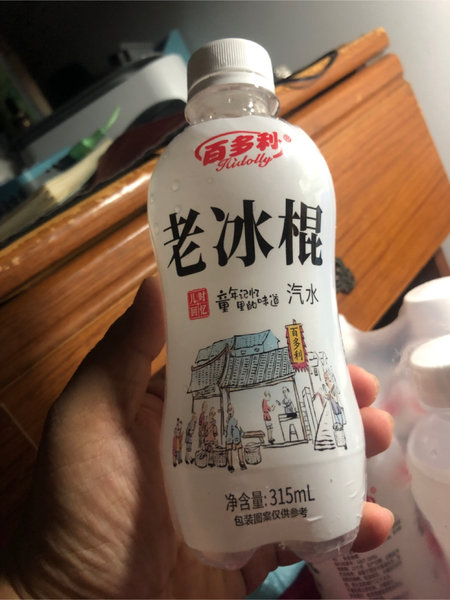 百多利®
Hidolly
老冰棍
儿时
回忆
童年记忆
里的味道
汽水
百多利
净含量:315mL
包装图案仅供参考